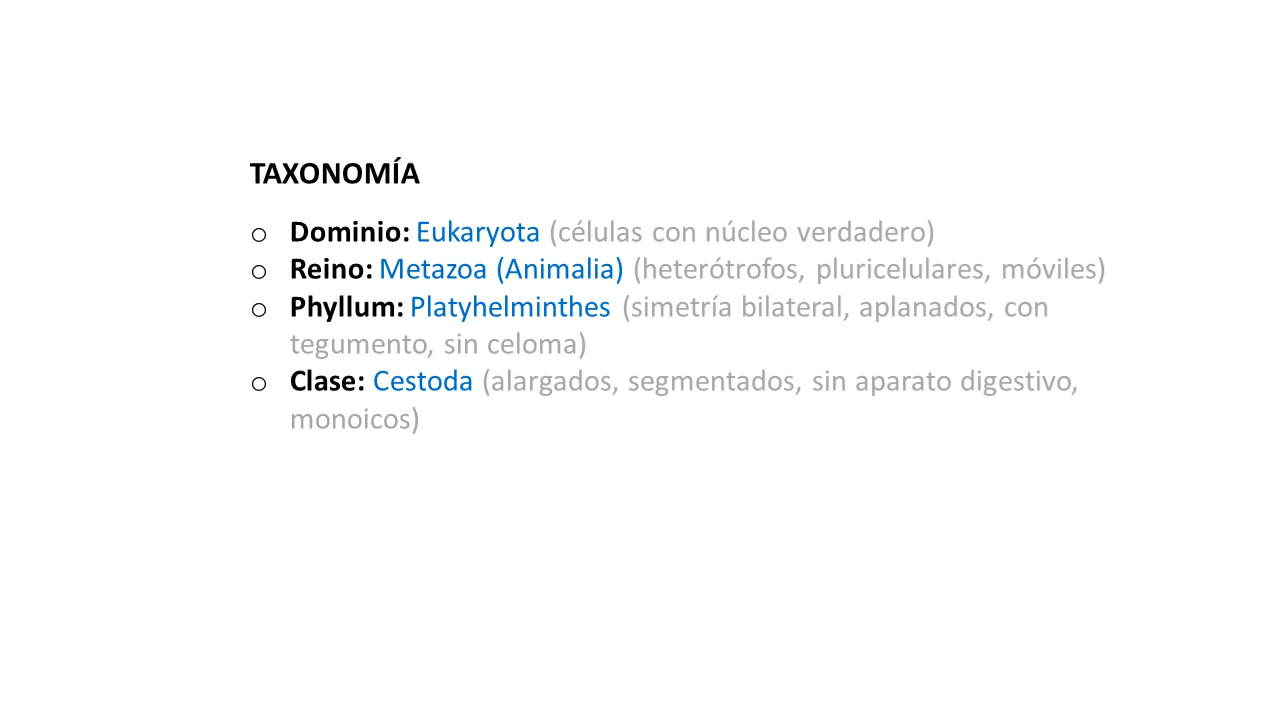 TAXONOMÍA
o Dominio: Eukaryota (células con núcleo verdadero)
o Reino: Metazoa (Animalia) (heterótrofos, pluricelulares, móviles)
o Phyllum: Platyhelminthes (simetría bilateral, aplanados, con
tegumento, sin celoma)
o Clase: Cestoda (alargados, segmentados, sin aparato digestivo,
monoicos)